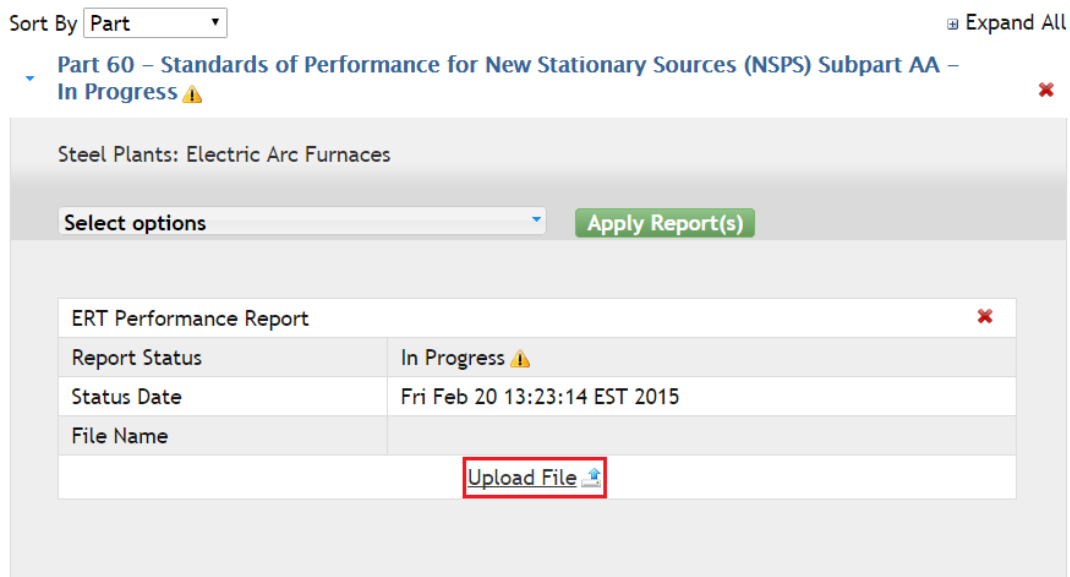 Sort By Part
Expand All
Part 60 – Standards of Performance for New Stationary Sources (NSPS) Subpart AA –
In Progress
Steel Plants: Electric Arc Furnaces
Select options
Apply Report(s)
ERT Performance Report
Report Status In Progress
Status Date Fri Feb 20 13:23:14 EST 2015
File Name
Upload File